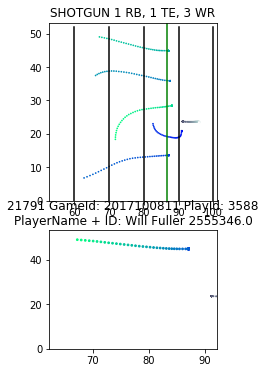 SHOTGUN 1 RB, 1 TE, 3 WR
50
40
30
20
10
0
60 70 80 90 100
21791 GameId: 2017100811 PlayId: 3588
PlayerName + ID: Will Fuller 2555346.0
40
20
0
70 80 90